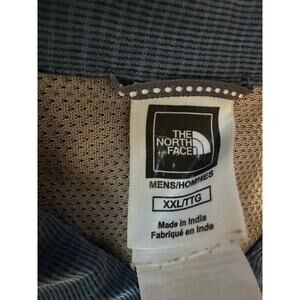 THE
NORTH
FACE
MENS/HOMMES
XXL/TTG
Made in India
Fabriqué en Inde